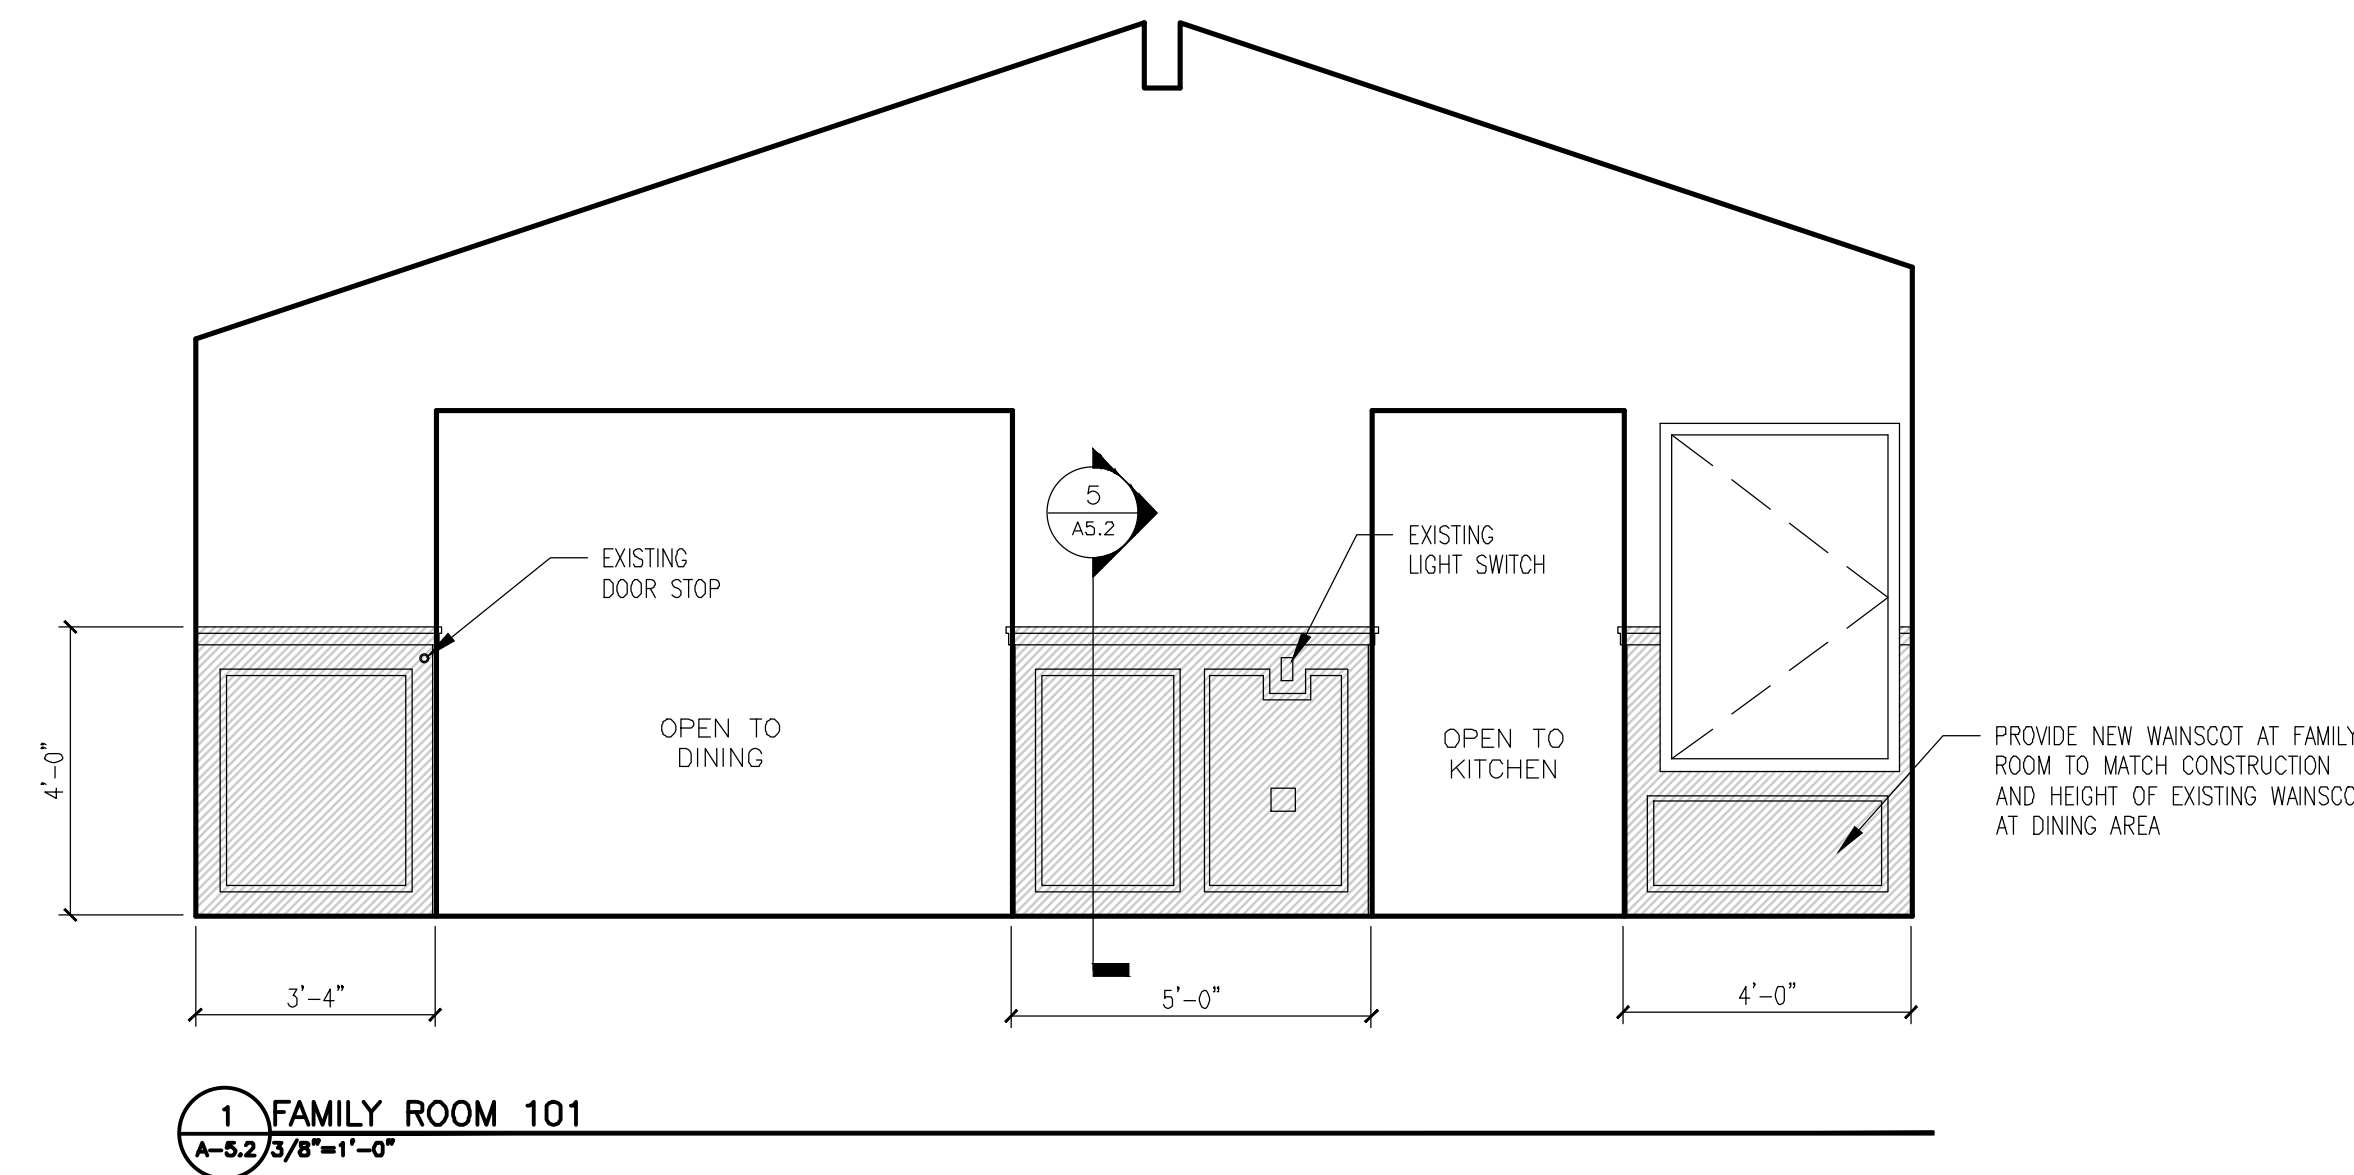 5
A5.2
EXISTING
LIGHT SWITCH
EXISTING
DOOR STOP
OPEN TO
DINING
OPEN TO
KITCHEN
PROVIDE NEW WAINSCOT AT FAMILY
ROOM TO MATCH CONSTRUCTION
AND HEIGHT OF EXISTING
AT DINING AREA
4'-0"
3'-4"
5'-0"
4'-0"
1
FAMILY ROOM 101
A-5.2
3/8"=1'-0"